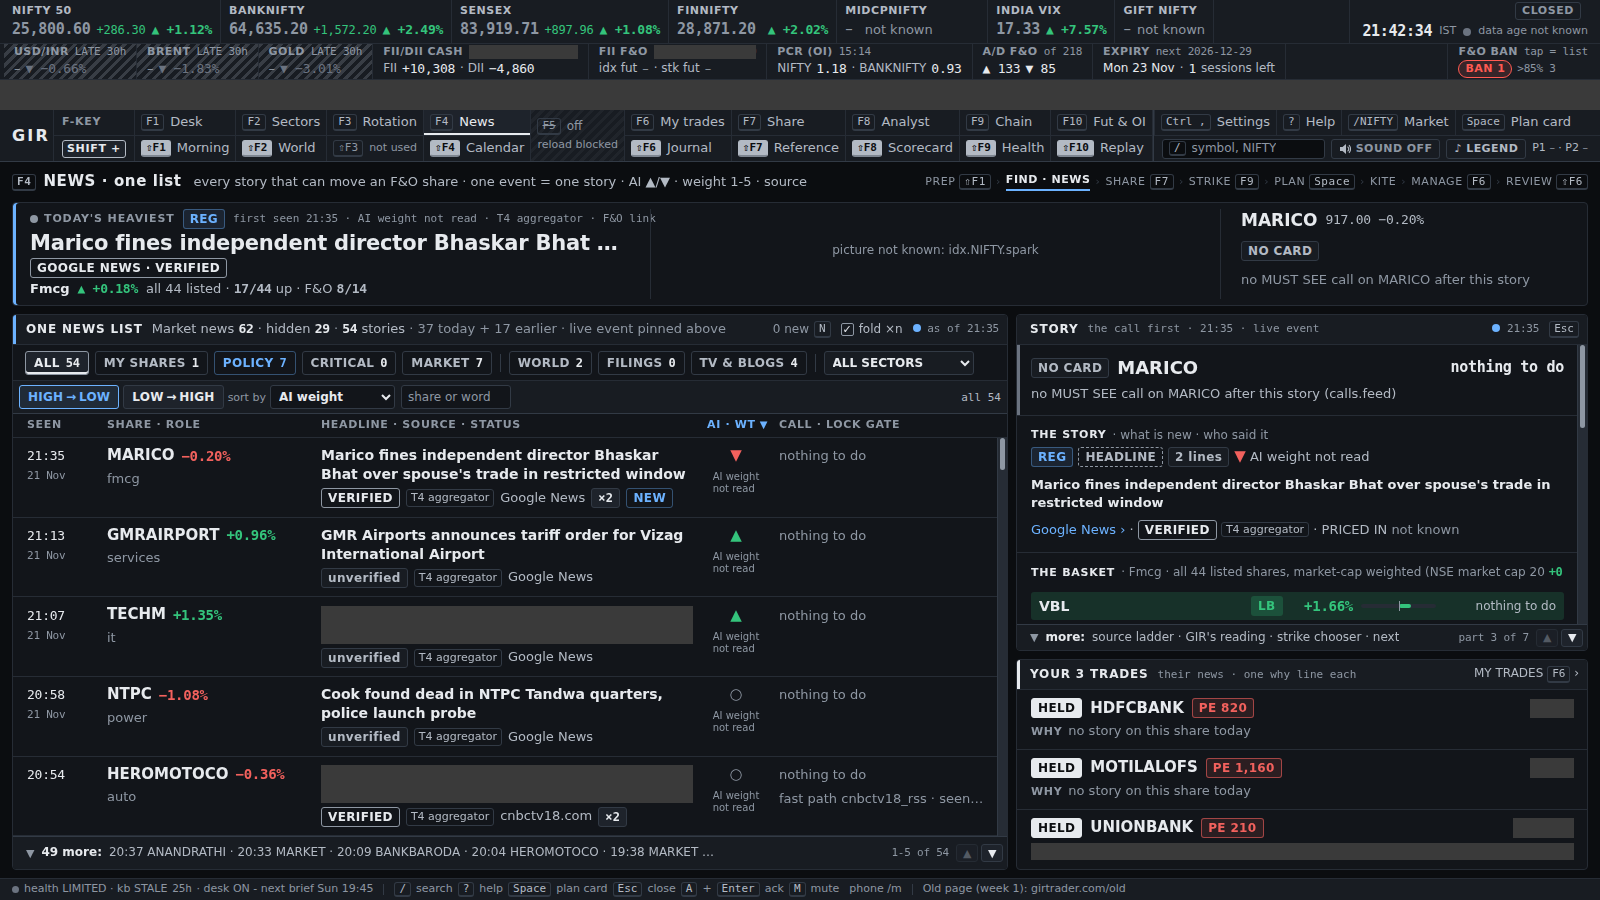 NIFTY 50 BANKNIFTY SENSEX FINNIFTY MIDCPNIFTY INDIA VIX GIFT NIFTY CLOSED
25,800.60 +286.30 ▲ +1.12% 64,635.20 +1,572.20 ▲ +2.49% 83,919.71 +897.96 ▲ +1.08% 28,871.20 ▲ +2.02% – not known 17.33 ▲ +7.57% – not known 21:42:34 IST data age not known
USD/INR LATE 30h BRENT LATE 30h GOLD LATE 30h FII/DII CASH FII F&O PCR (OI) 15:14 A/D F&O of 218 EXPIRY next 2026-12-29 F&O BAN tap = list
– ▼ −0.66% – ▼ −1.83% – ▼ −3.01% FII +10,308 · DII −4,860 idx fut – · stk fut – NIFTY 1.18 · BANKNIFTY 0.93 ▲ 133 ▼ 85 Mon 23 Nov · 1 sessions left BAN 1 >85% 3
GIR F-KEY F1 Desk F2 Sectors F3 Rotation F4 News F5 off F6 My trades F7 Share F8 Analyst F9 Chain F10 Fut & OI Ctrl , Settings ? Help /NIFTY Market Space Plan card
SHIFT + ⇧F1 Morning ⇧F2 World ⇧F3 not used ⇧F4 Calendar reload blocked ⇧F6 Journal ⇧F7 Reference ⇧F8 Scorecard ⇧F9 Health ⇧F10 Replay / symbol, NIFTY SOUND OFF ♪ LEGEND P1 – · P2 –
F4 NEWS · one list every story that can move an F&O share · one event = one story · AI ▲/▼ · weight 1-5 · source PREP ⇧F1 › FIND · NEWS › SHARE F7 › STRIKE F9 › PLAN Space › KITE › MANAGE F6 › REVIEW ⇧F6
TODAY'S HEAVIEST REG first seen 21:35 · AI weight not read · T4 aggregator · F&O link
Marico fines independent director Bhaskar Bhat …
GOOGLE NEWS · VERIFIED
Fmcg ▲ +0.18% all 44 listed · 17/44 up · F&O 8/14
picture not known: idx.NIFTY.spark
MARICO 917.00 −0.20%
NO CARD
no MUST SEE call on MARICO after this story
ONE NEWS LIST Market news 62 · hidden 29 · 54 stories · 37 today + 17 earlier · live event pinned above 0 new N ✓ fold ×n as of 21:35
ALL 54 MY SHARES 1 POLICY 7 CRITICAL 0 MARKET 7 WORLD 2 FILINGS 0 TV & BLOGS 4 ALL SECTORS
HIGH→LOW LOW→HIGH sort by AI weight share or word all 54
SEEN SHARE · ROLE HEADLINE · SOURCE · STATUS AI · WT ▼ CALL · LOCK GATE
21:35 MARICO −0.20% Marico fines independent director Bhaskar ▼ nothing to do
21 Nov fmcg Bhat over spouse's trade in restricted window AI weight not read
VERIFIED T4 aggregator Google News ×2 NEW
21:13 GMRAIRPORT +0.96% GMR Airports announces tariff order for Vizag ▲ nothing to do
21 Nov services International Airport AI weight not read
unverified T4 aggregator Google News
21:07 TECHM +1.35% ▲ nothing to do
21 Nov it AI weight not read
unverified T4 aggregator Google News
20:58 NTPC −1.08% Cook found dead in NTPC Tandwa quarters, ○ nothing to do
21 Nov power police launch probe AI weight not read
unverified T4 aggregator Google News
20:54 HEROMOTOCO −0.36% ○ nothing to do
auto AI weight not read fast path cnbctv18_rss · seen…
VERIFIED T4 aggregator cnbctv18.com ×2
▼ 49 more: 20:37 ANANDRATHI · 20:33 MARKET · 20:09 BANKBARODA · 20:04 HEROMOTOCO · 19:38 MARKET … 1-5 of 54 ▲ ▼
STORY the call first · 21:35 · live event 21:35 Esc
NO CARD MARICO nothing to do
no MUST SEE call on MARICO after this story (calls.feed)
THE STORY · what is new · who said it
REG HEADLINE 2 lines ▼ AI weight not read
Marico fines independent director Bhaskar Bhat over spouse's trade in
restricted window
Google News › · VERIFIED T4 aggregator · PRICED IN not known
THE BASKET · Fmcg · all 44 listed shares, market-cap weighted (NSE market cap 20 +0
VBL LB +1.66% nothing to do
▼ more: source ladder · GIR's reading · strike chooser · next part 3 of 7 ▲ ▼
YOUR 3 TRADES their news · one why line each MY TRADES F6 ›
HELD HDFCBANK PE 820
WHY no story on this share today
HELD MOTILALOFS PE 1,160
WHY no story on this share today
HELD UNIONBANK PE 210
health LIMITED · kb STALE 25h · desk ON - next brief Sun 19:45 / search ? help Space plan card Esc close A + Enter ack M mute phone /m Old page (week 1): girtrader.com/old